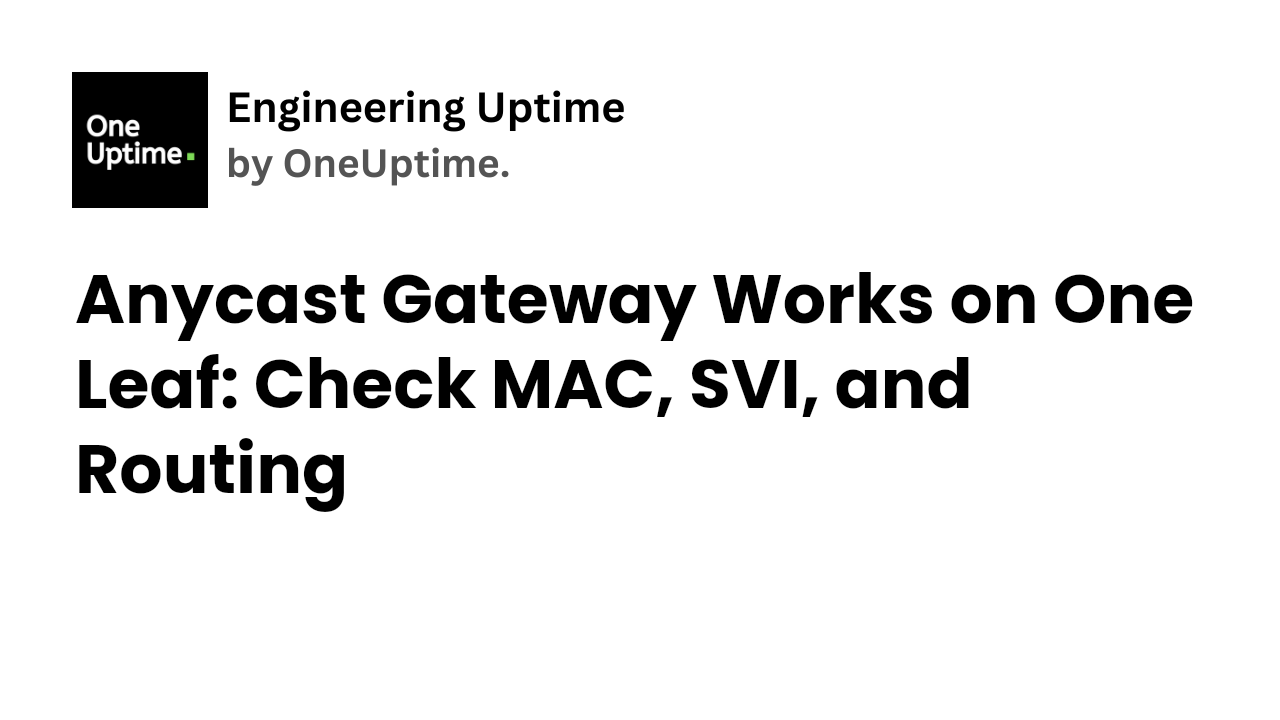 One
Uptime.
Engineering Uptime
by OneUptime.
Anycast Gateway Works on One
Leaf: Check MAC, SVI, and
Routing